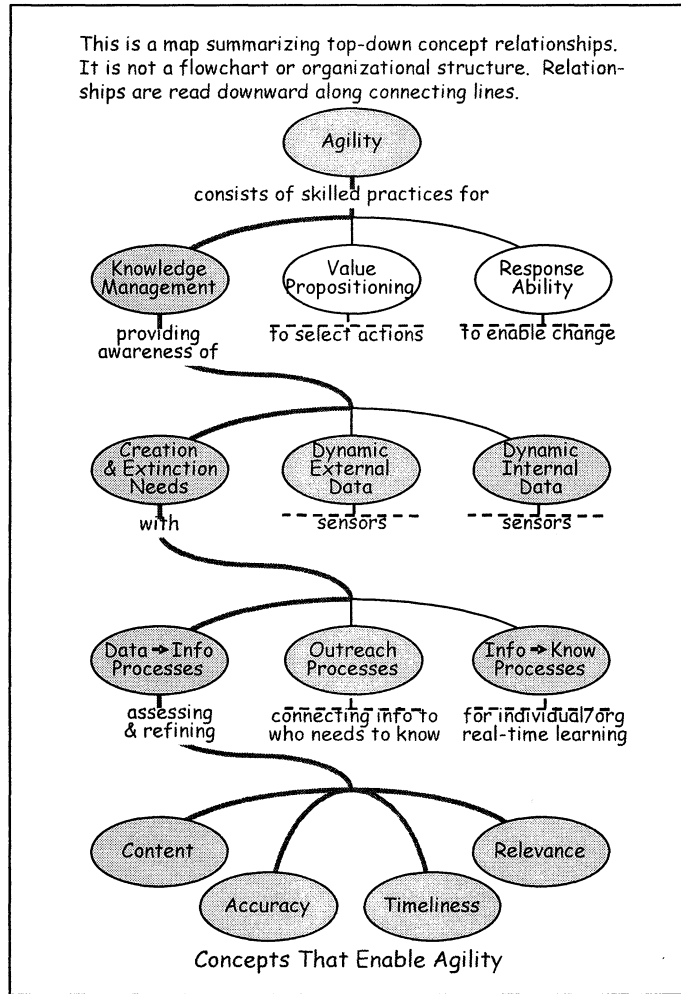 This is a map summarizing top-down concept relationships.
It is not a flowchart or organizational structure. Relation-
ships are read downward along connecting lines.
Agility
consists of skilled practices for
Knowledge
Management
Value
Propositioning
Response
Ability
providing
awareness of
to select actions
to enable change
Creation
& Extinction
Needs
Dynamic
External
Data
Dynamic
Internal
Data
with
sensors
sensors
Data → Info
Processes
Outreach
Processes
Info → Know
Processes
assessing
& refining
connecting info to
who needs to know
for individual/org
real-time learning
Content
Relevance
Accuracy
Timeliness
Concepts That Enable Agility